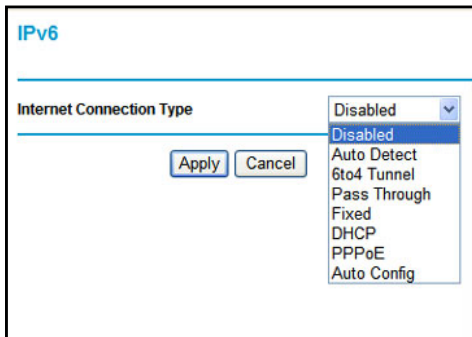 IPv6
Internet Connection Type Disabled
Disabled
Auto Detect
6to4 Tunnel
Pass Through
Fixed
DHCP
PPPoE
Auto Config
Apply Cancel